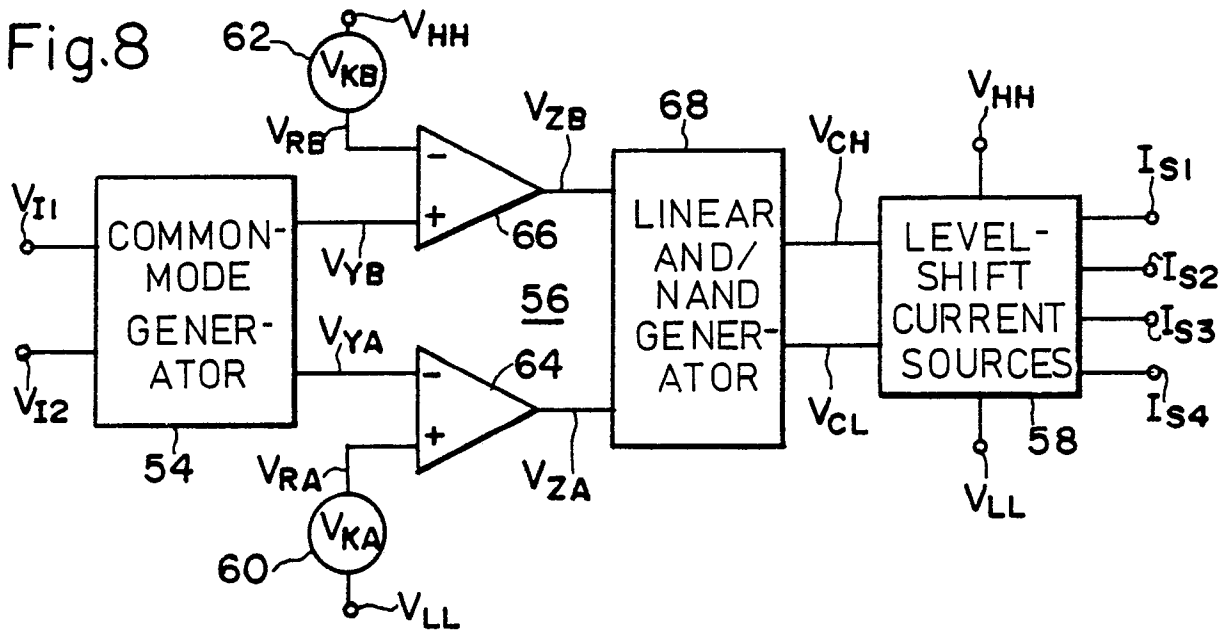 Fig.8
62
VHH
VKB
VRB
VZB
68
VHH
VCH
IS1
VI1
COMMON-
MODE
GENER-
ATOR
VYB
66
LINEAR
AND/
NAND
GENER-
ATOR
LEVEL-
SHIFT
CURRENT
SOURCES
IS2
IS3
IS4
56
VYA
64
VI2
54
VRA
VZA
VCL
58
VLL
VKA
60
VLL